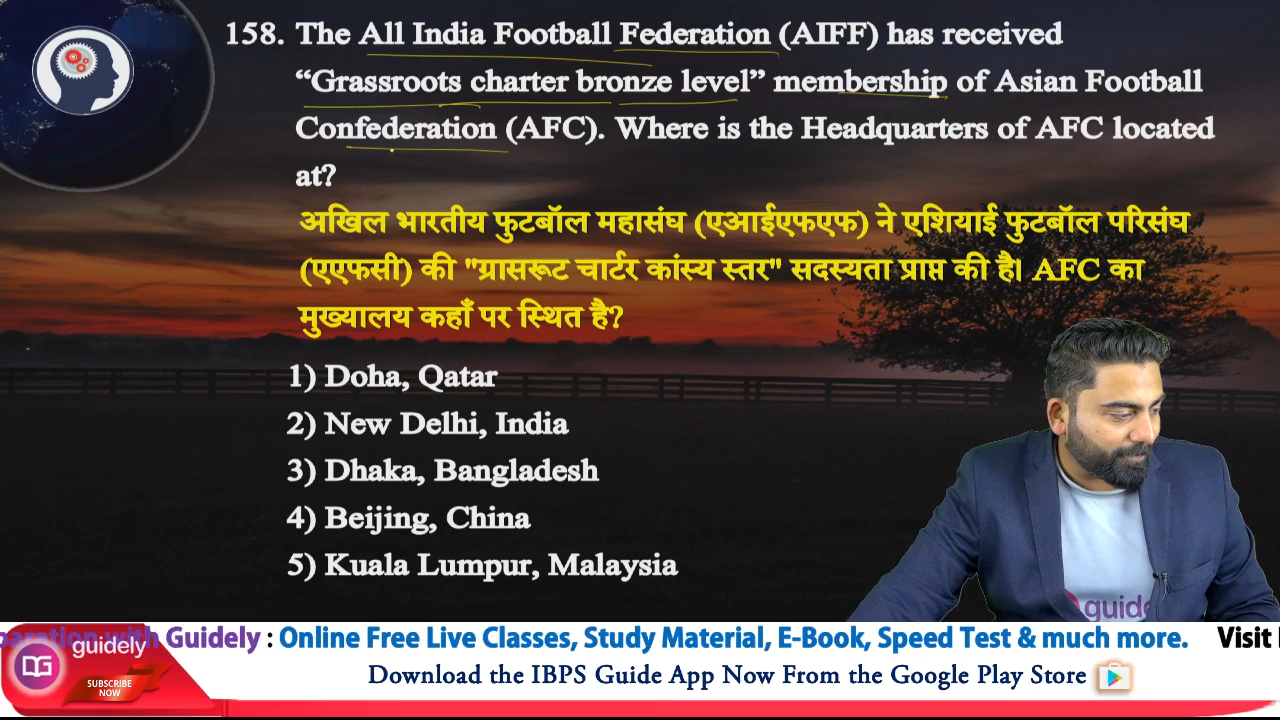 158. The All India Football Federation (AIFF) has received
“Grassroots charter bronze level” membership of Asian Football
Confederation (AFC). Where is the Headquarters of AFC located
at?
अखिल भारतीय फुटबॉल महासंघ (एआईएफएफ) ने एशियाई फुटबॉल परिसंघ
(एएफसी) की "ग्रासरूट चार्टर कांस्य स्तर" सदस्यता प्राप्त की है। AFC का
मुख्यालय कहाँ पर स्थित है?
1) Doha, Qatar
2) New Delhi, India
3) Dhaka, Bangladesh
4) Beijing, China
5) Kuala Lumpur, Malaysia
guide
with Guidely : Online Free Live Classes, Study Material, E-Book, Speed Test & much more. Visit
guidely
SUBSCRIBE
NOW
Download the IBPS Guide App Now From the Google Play Store